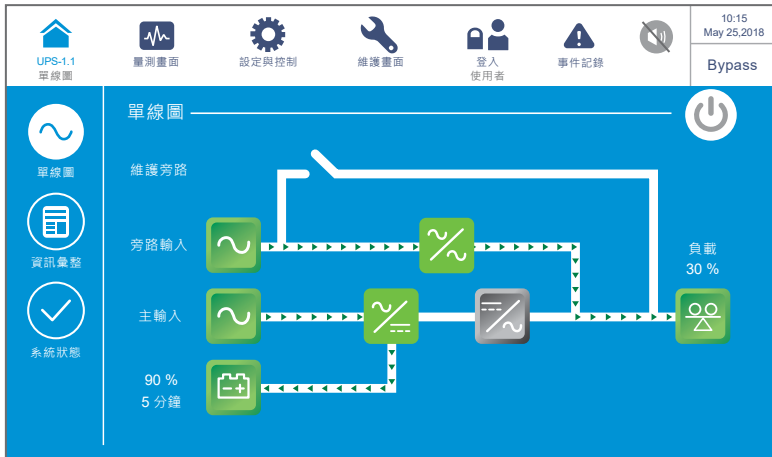 UPS-1.1
單線圖
量測畫面
設定與控制
維護畫面
登入
使用者
事件記錄
10:15
May 25,2018
Bypass
單線圖
資訊彙整
系統狀態
單線圖
維護旁路
旁路輸入
主輸入
90 %
5 分鐘
負載
30 %